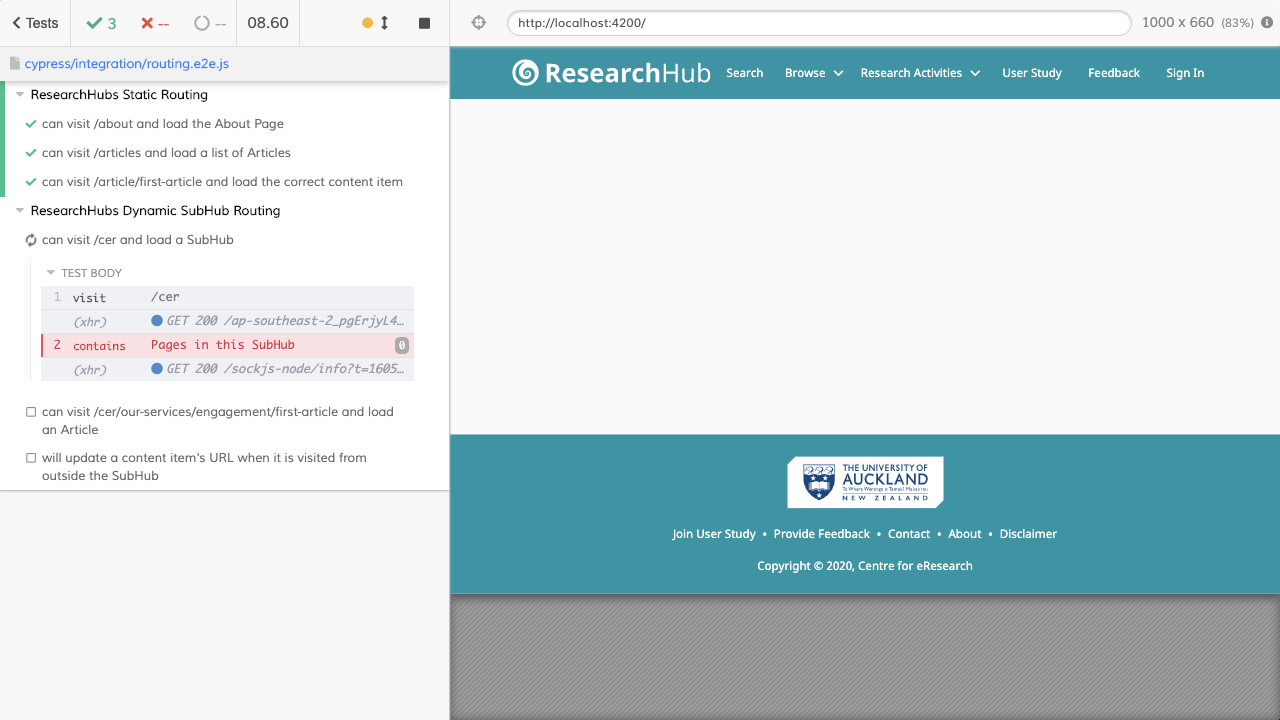 Tests
3
--
--
08.60
http://localhost:4200/
1000 x 660 (83%)
cypress/integration/routing.e2e.js
ResearchHubs Static Routing
can visit /about and load the About Page
can visit /articles and load a list of Articles
can visit /article/first-article and load the correct content item
ResearchHubs Dynamic SubHub Routing
can visit /cer and load a SubHub
TEST BODY
1 visit /cer
(xhr) GET 200 /ap-southeast-2_pgErjyL4...
2 contains Pages in this SubHub 0
(xhr) GET 200 /sockjs-node/info?t=1605...
can visit /cer/our-services/engagement/first-article and load
an Article
will update a content item's URL when it is visited from
outside the SubHub
ResearchHub Search Browse Research Activities User Study Feedback Sign In
THE UNIVERSITY OF
AUCKLAND
Te Whare Wānanga o Tāmaki Makaurau
NEW ZEALAND
Join User Study • Provide Feedback • Contact • About • Disclaimer
Copyright © 2020, Centre for eResearch